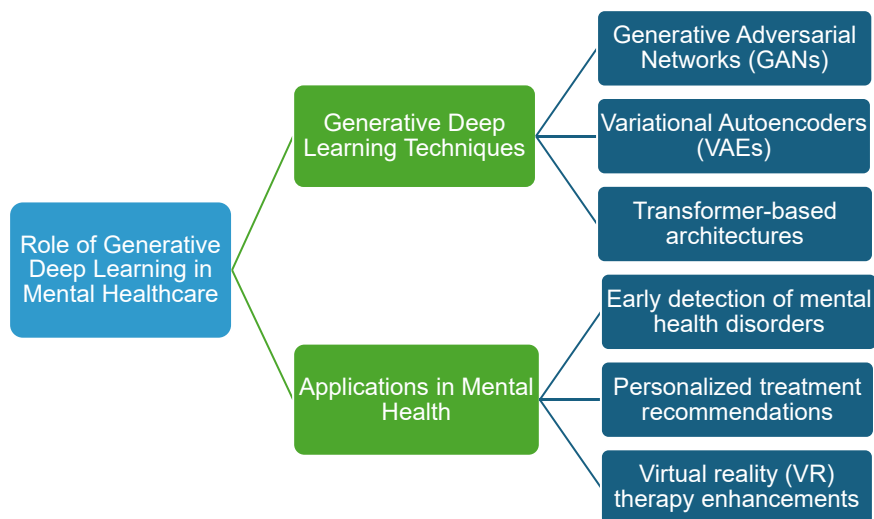 Role of Generative
Deep Learning in
Mental Healthcare
Generative Deep
Learning Techniques
Generative Adversarial
Networks (GANs)
Variational Autoencoders
(VAEs)
Transformer-based
architectures
Applications in Mental
Health
Early detection of mental
health disorders
Personalized treatment
recommendations
Virtual reality (VR)
therapy enhancements